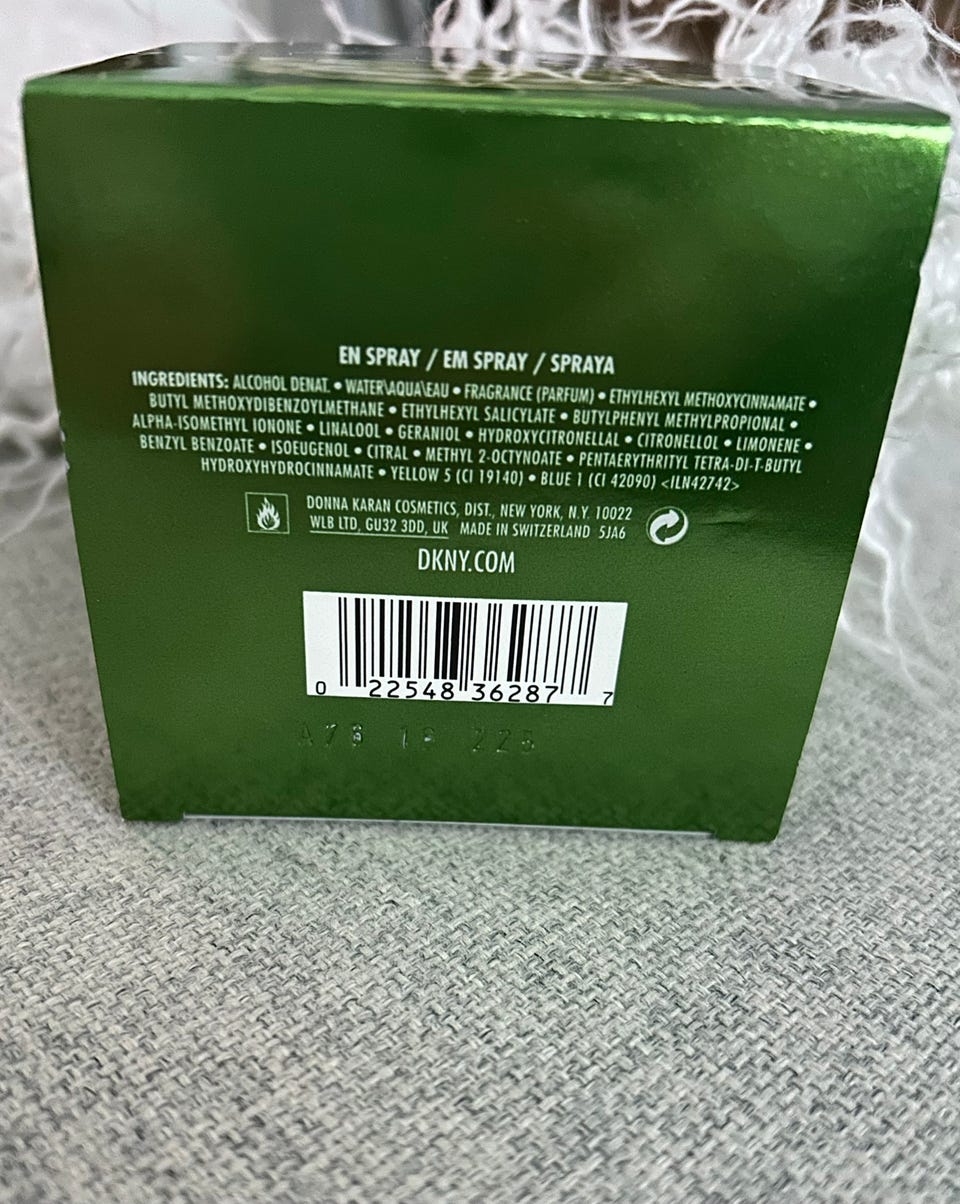 EN SPRAY / EM SPRAY / SPRAYA
INGREDIENTS: ALCOHOL DENAT. • WATER\AQUA\EAU • FRAGRANCE (PARFUM) • ETHYLHEXYL METHOXYCINNAMATE •
BUTYL METHOXYDIBENZOYLMETHANE • ETHYLHEXYL SALICYLATE • BUTYLPHENYL METHYLPROPIONAL •
ALPHA-ISOMETHYL IONONE • LINALOOL • GERANIOL • HYDROXYCITRONELLAL • CITRONELLOL • LIMONENE •
BENZYL BENZOATE • ISOEUGENOL • CITRAL • METHYL 2-OCTYNOATE • PENTAERYTHRITYL TETRA-DI-T-BUTYL
HYDROXYHYDROCINNAMATE • YELLOW 5 (CI 19140) • BLUE 1 (CI 42090) <ILN42742>
DONNA KARAN COSMETICS, DIST., NEW YORK, N.Y. 10022
WLB LTD, GU32 3DD, UK MADE IN SWITZERLAND 5JA6
DKNY.COM
0 22548 36287 7
225